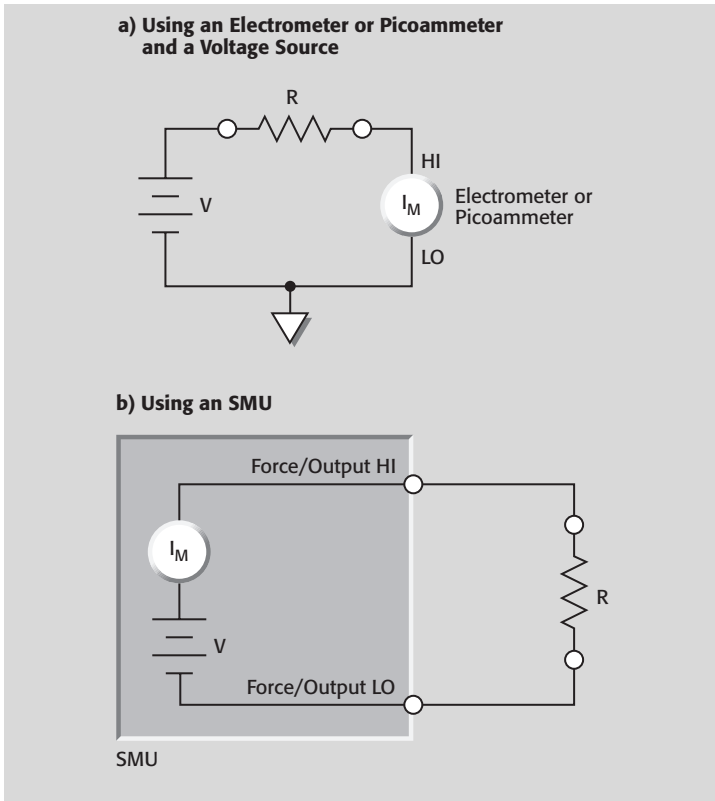 a) Using an Electrometer or Picoammeter
and a Voltage Source
R
HI
V
IM
Electrometer or
Picoammeter
LO
b) Using an SMU
Force/Output HI
IM
R
V
Force/Output LO
SMU